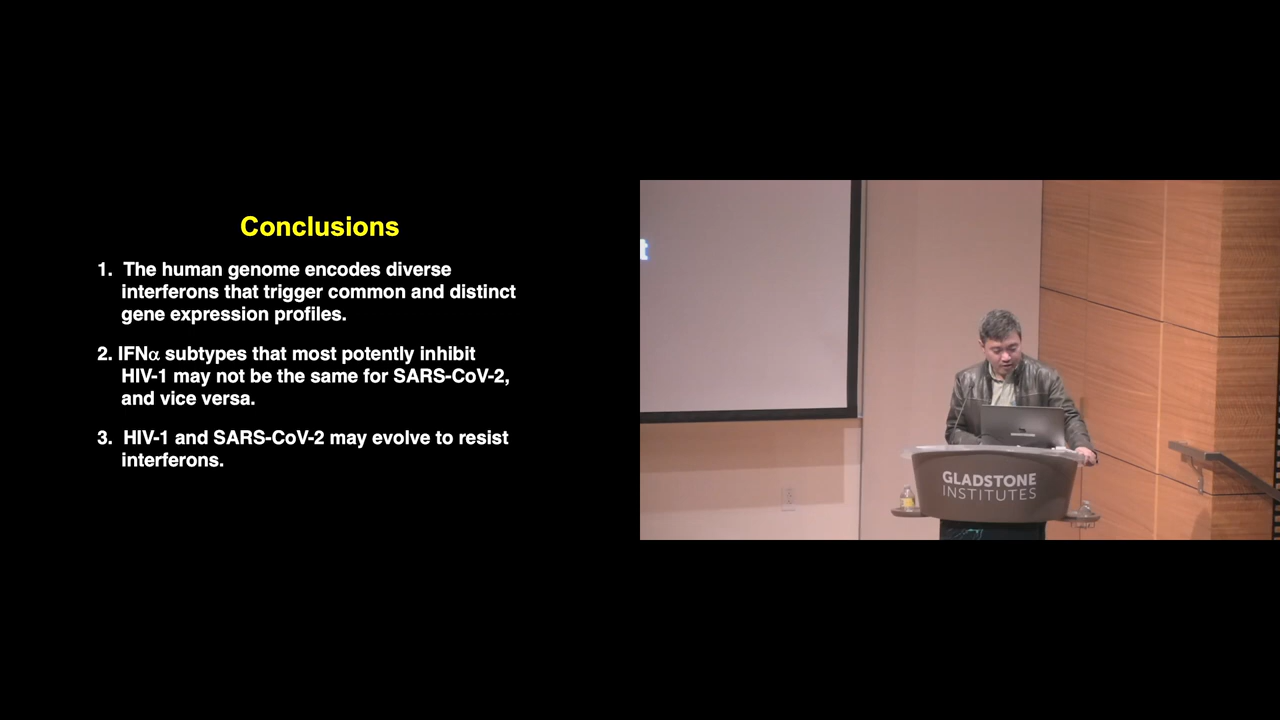 Conclusions
1. The human genome encodes diverse
interferons that trigger common and distinct
gene expression profiles.
2. IFNα subtypes that most potently inhibit
HIV-1 may not be the same for SARS-CoV-2,
and vice versa.
3. HIV-1 and SARS-CoV-2 may evolve to resist
interferons.
t
GLADSTONE
INSTITUTES